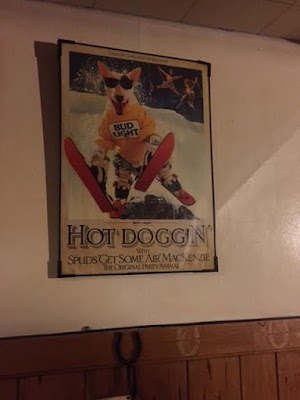 BUD
LIGHT
HOT DOGGIN'
WITH
SPUDS 'GET SOME AIR' MACKENZIE
THE ORIGINAL PARTY ANIMAL